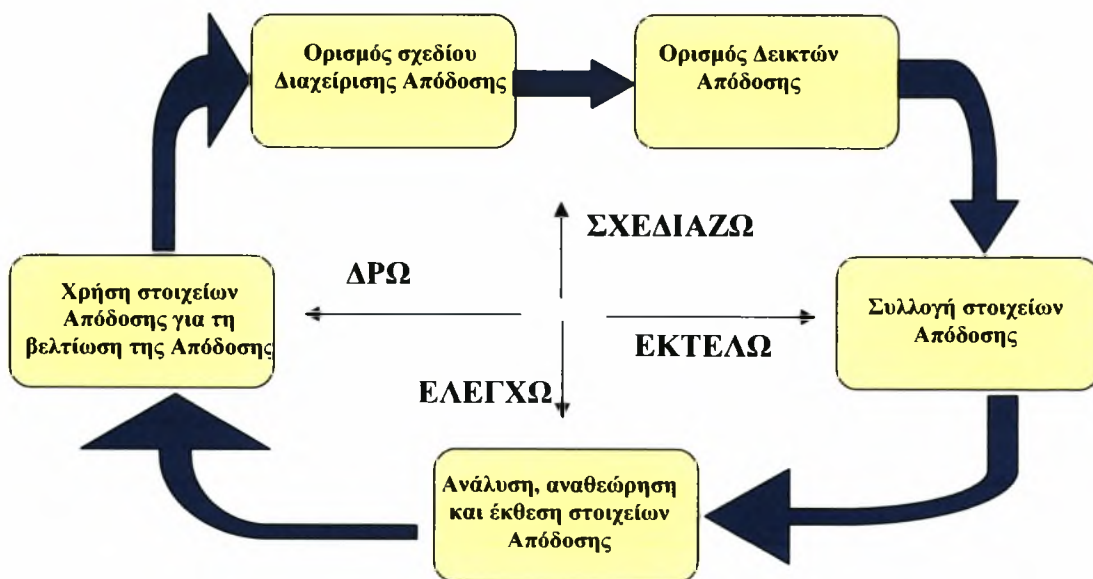 Ορισμός σχεδίου
Διαχείρισης Απόδοσης
Ορισμός Δεικτών
Απόδοσης
ΣΧΕΔΙΑΖΩ
ΔΡΩ
Χρήση στοιχείων
Απόδοσης για τη
βελτίωση της Απόδοσης
Συλλογή στοιχείων
Απόδοσης
ΕΚΤΕΛΩ
ΕΛΕΓΧΩ
Ανάλυση, αναθεώρηση
και έκθεση στοιχείων
Απόδοσης